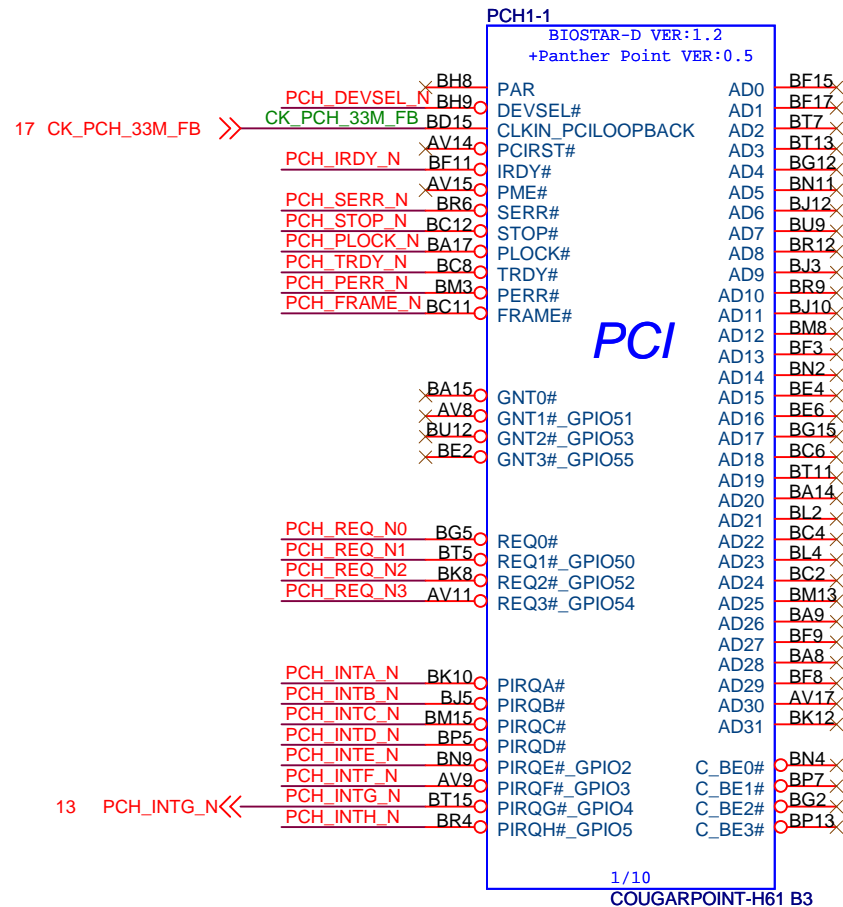 PCH1-1
BIOSTAR-D VER:1.2
+Panther Point VER:0.5
BH8 PAR AD0 BF15
PCH_DEVSEL_N BH9 DEVSEL# AD1 BF17
17 CK_PCH_33M_FB CK_PCH_33M_FB BD15 CLKIN_PCILOOPBACK AD2 BT7
AV14 PCIRST# AD3 BT13
PCH_IRDY_N BF11 IRDY# AD4 BG12
AV15 PME# AD5 BN11
PCH_SERR_N BR6 SERR# AD6 BJ12
PCH_STOP_N BC12 STOP# AD7 BU9
PCH_PLOCK_N BA17 PLOCK# AD8 BR12
PCH_TRDY_N BC8 TRDY# AD9 BJ3
PCH_PERR_N BM3 PERR# AD10 BR9
PCH_FRAME_N BC11 FRAME# AD11 BJ10
PCI
AD12 BM8
AD13 BF3
AD14 BN2
BA15 GNT0# AD15 BE4
AV8 GNT1#_GPIO51 AD16 BE6
BU12 GNT2#_GPIO53 AD17 BG15
BE2 GNT3#_GPIO55 AD18 BC6
AD19 BT11
AD20 BA14
AD21 BL2
PCH_REQ_N0 BG5 REQ0# AD22 BC4
PCH_REQ_N1 BT5 REQ1#_GPIO50 AD23 BL4
PCH_REQ_N2 BK8 REQ2#_GPIO52 AD24 BC2
PCH_REQ_N3 AV11 REQ3#_GPIO54 AD25 BM13
AD26 BA9
AD27 BF9
AD28 BA8
PCH_INTA_N BK10 PIRQA# AD29 BF8
PCH_INTB_N BJ5 PIRQB# AD30 AV17
PCH_INTC_N BM15 PIRQC# AD31 BK12
PCH_INTD_N BP5 PIRQD#
PCH_INTE_N BN9 PIRQE#_GPIO2 C_BE0# BN4
PCH_INTF_N AV9 PIRQF#_GPIO3 C_BE1# BP7
13 PCH_INTG_N PCH_INTG_N BT15 PIRQG#_GPIO4 C_BE2# BG2
PCH_INTH_N BR4 PIRQH#_GPIO5 C_BE3# BP13
1/10
COUGARPOINT-H61 B3